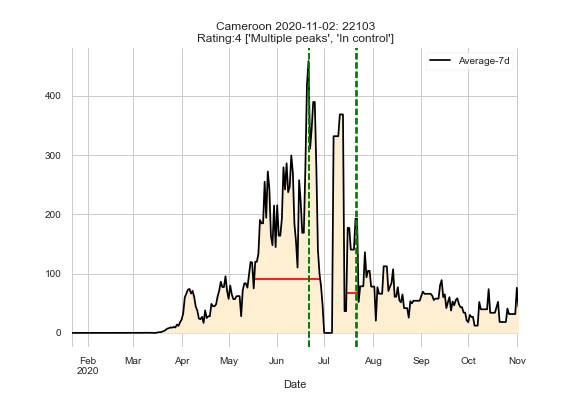 Cameroon 2020-11-02: 22103
Rating:4 ['Multiple peaks', 'In control']
Average-7d
400
300
200
100
0
Feb Mar Apr May Jun Jul Aug Sep Oct Nov
2020
Date